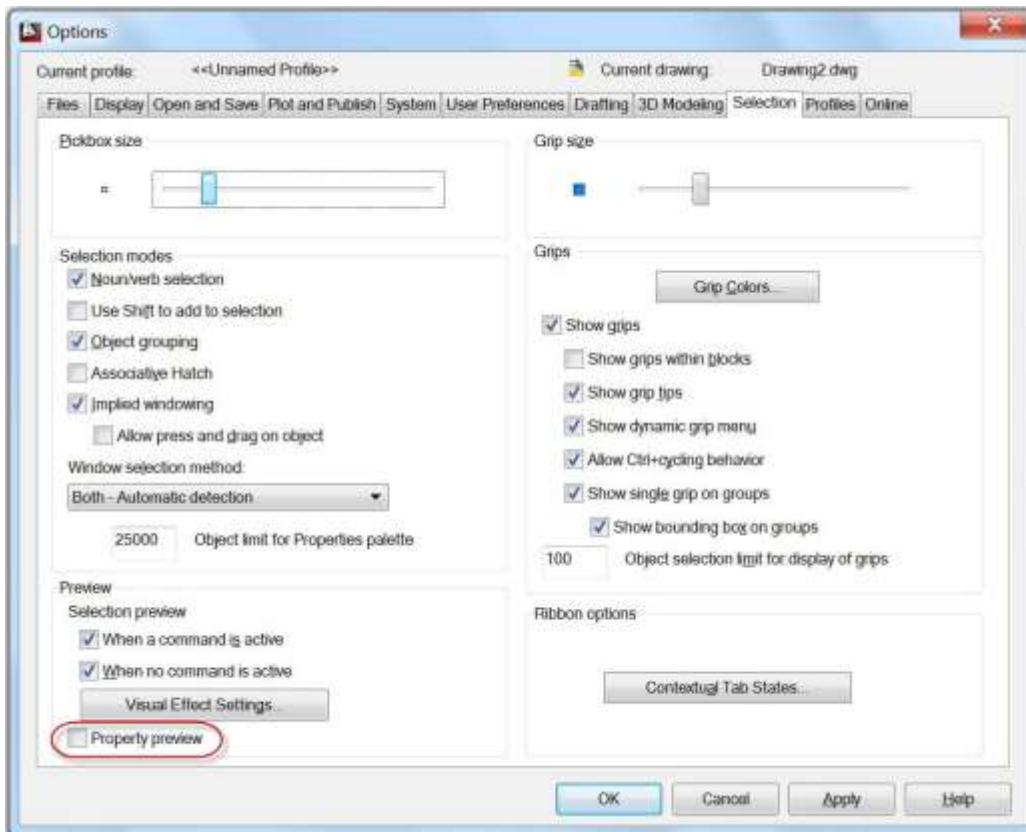 Options
Current profile: <<Unnamed Profile>> Current drawing: Drawing2.dwg
Files Display Open and Save Plot and Publish System User Preferences Drafting 3D Modeling Selection Profiles Online
Pickbox size
Grip size
Selection modes
Noun/verb selection
Use Shift to add to selection
Object grouping
Associative Hatch
Implied windowing
Allow press and drag on object
Window selection method:
Both - Automatic detection
25000 Object limit for Properties palette
Grips
Grip Colors...
Show grips
Show grips within blocks
Show grip tips
Show dynamic grip menu
Allow Ctrl+cycling behavior
Show single grip on groups
Show bounding box on groups
100 Object selection limit for display of grips
Preview
Selection preview
When a command is active
When no command is active
Visual Effect Settings...
Property preview
Ribbon options
Contextual Tab States...
OK Cancel Apply Help